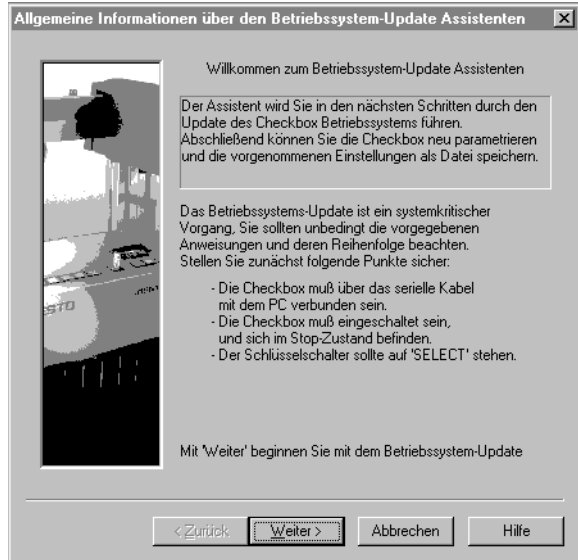 Allgemeine Informationen über den Betriebssystem-Update Assistenten
Willkommen zum Betriebssystem-Update Assistenten
Der Assistent wird Sie in den nächsten Schritten durch den
Update des Checkbox Betriebssystems führen.
Abschließend können Sie die Checkbox neu parametrieren
und die vorgenommenen Einstellungen als Datei speichern.
Das Betriebssystems-Update ist ein systemkritischer
Vorgang, Sie sollten unbedingt die vorgegebenen
Anweisungen und deren Reihenfolge beachten.
Stellen Sie zunächst folgende Punkte sicher:
- Die Checkbox muß über das serielle Kabel
mit dem PC verbunden sein.
- Die Checkbox muß eingeschaltet sein,
und sich im Stop-Zustand befinden.
- Der Schlüsselschalter sollte auf 'SELECT' stehen.
Mit 'Weiter' beginnen Sie mit dem Betriebssystem-Update
< Zurück Weiter > Abbrechen Hilfe